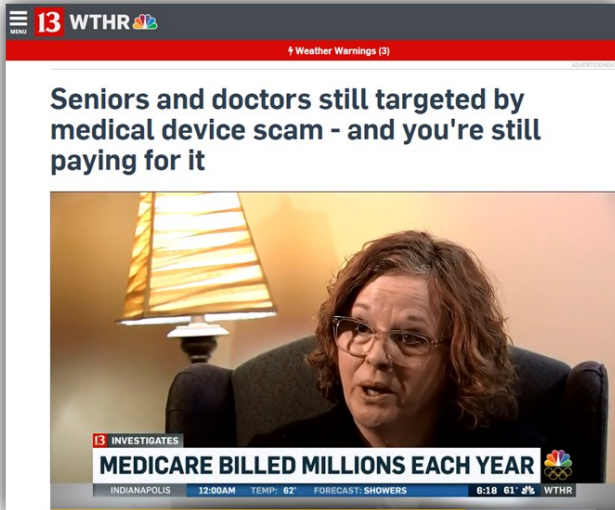 MENU
13 WTHR
Weather Warnings (3)
ADVERTISEMENT
Seniors and doctors still targeted by
medical device scam - and you're still
paying for it
13 INVESTIGATES
MEDICARE BILLED MILLIONS EACH YEAR
INDIANAPOLIS 12:00AM TEMP: 62° FORECAST: SHOWERS 6:18 61° WTHR